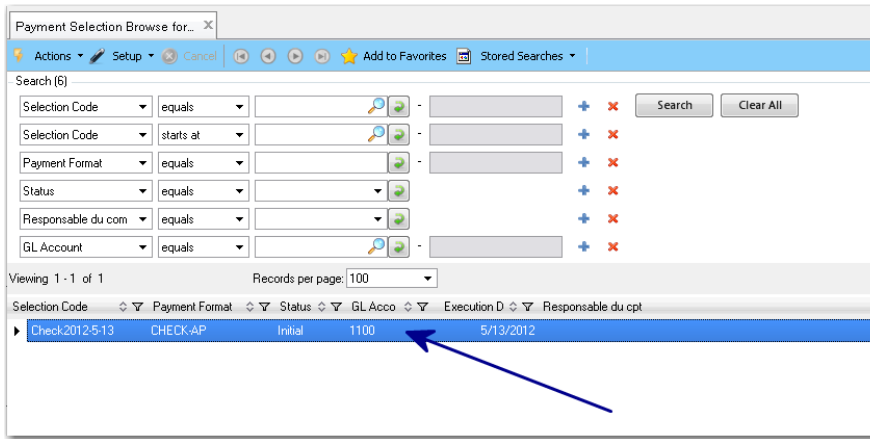 Payment Selection Browse for... X
Actions Setup Cancel Add to Favorites Stored Searches
Search (6)
Selection Code equals - Search Clear All
Selection Code starts at -
Payment Format equals -
Status equals
Responsable du com equals
GL Account equals -
Viewing 1 - 1 of 1 Records per page: 100
Selection Code Payment Format Status GL Acco Execution D Responsable du cpt
Check2012-5-13 CHECK-AP Initial 1100 5/13/2012